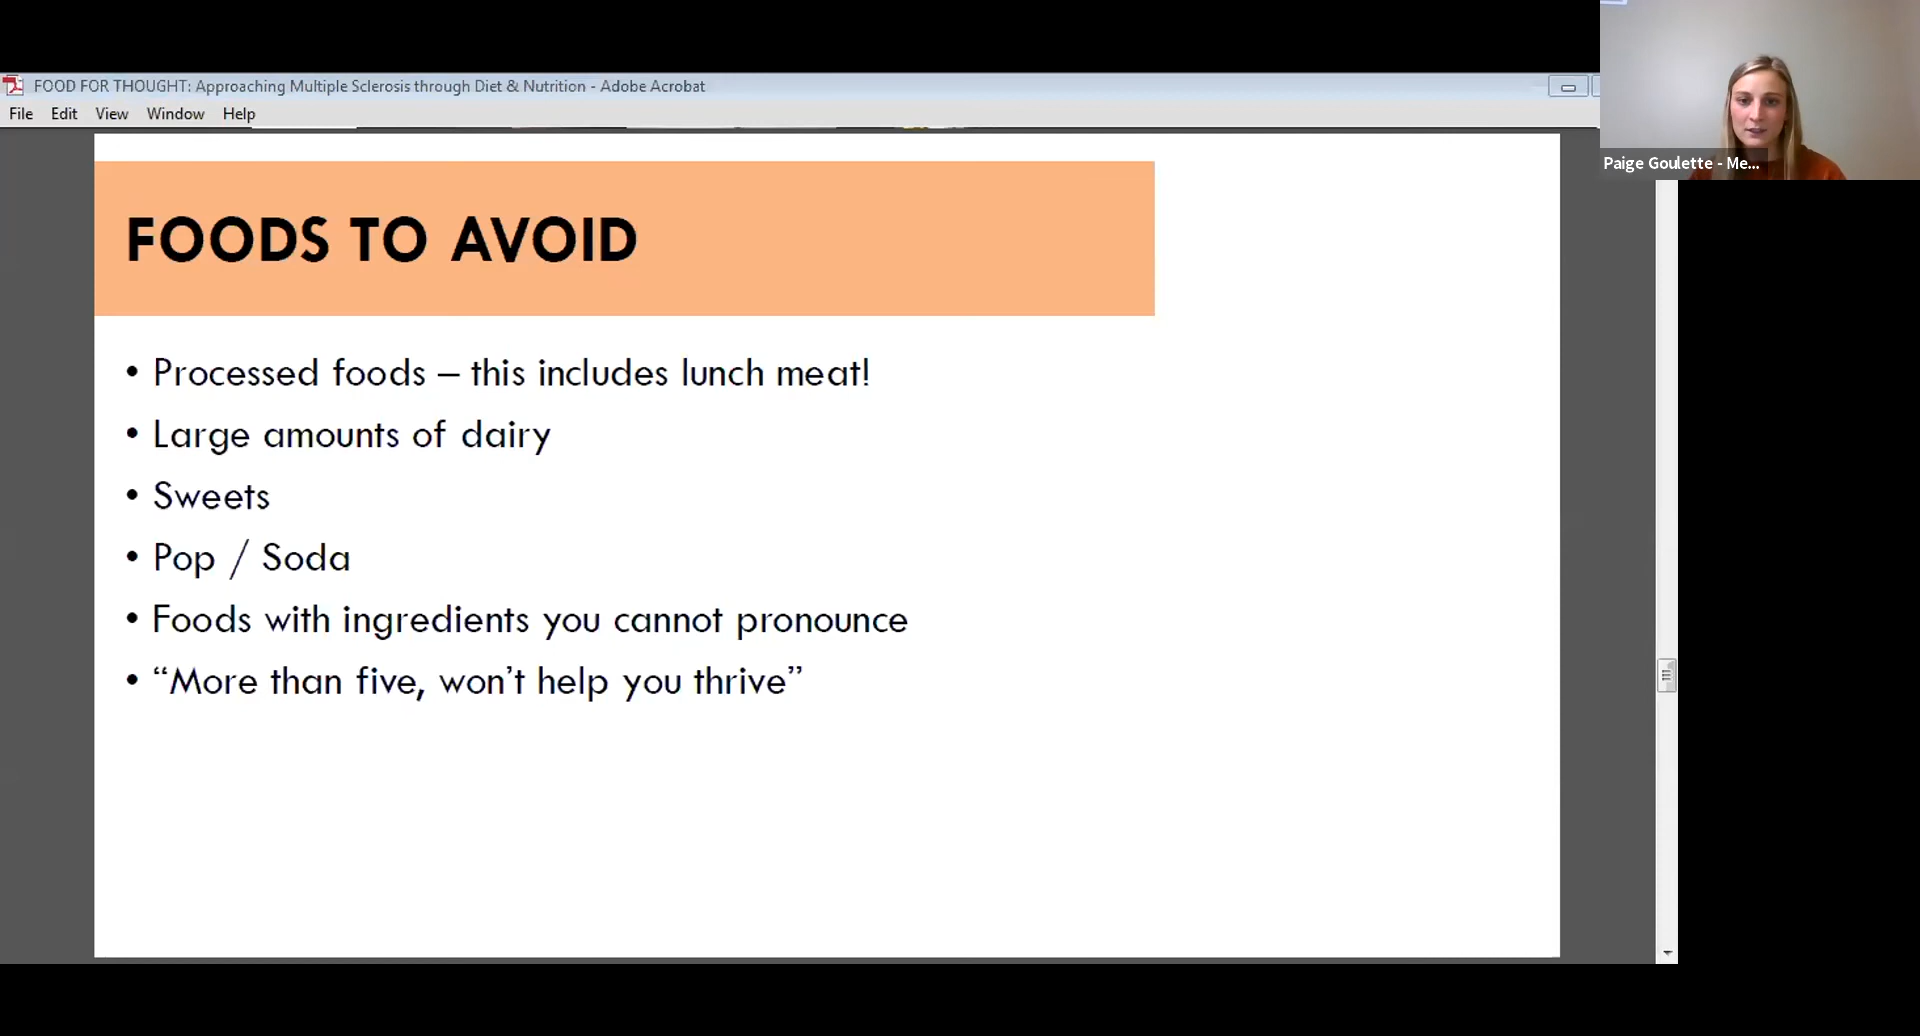 FOOD FOR THOUGHT: Approaching Multiple Sclerosis through Diet & Nutrition - Adobe Acrobat
File Edit View Window Help
Paige Goulette - Me...
FOODS TO AVOID
• Processed foods – this includes lunch meat!
• Large amounts of dairy
• Sweets
• Pop / Soda
• Foods with ingredients you cannot pronounce
• “More than five, won’t help you thrive”